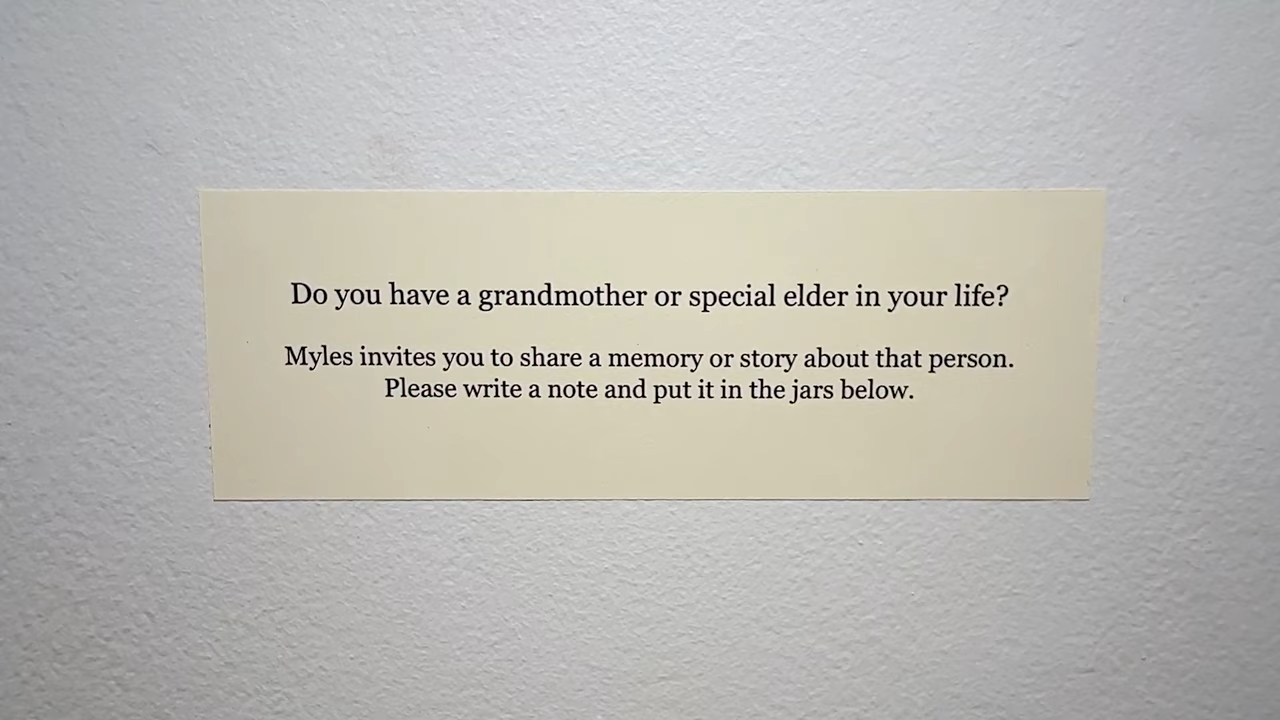 Do you have a grandmother or special elder in your life?
Myles invites you to share a memory or story about that person.
Please write a note and put it in the jars below.